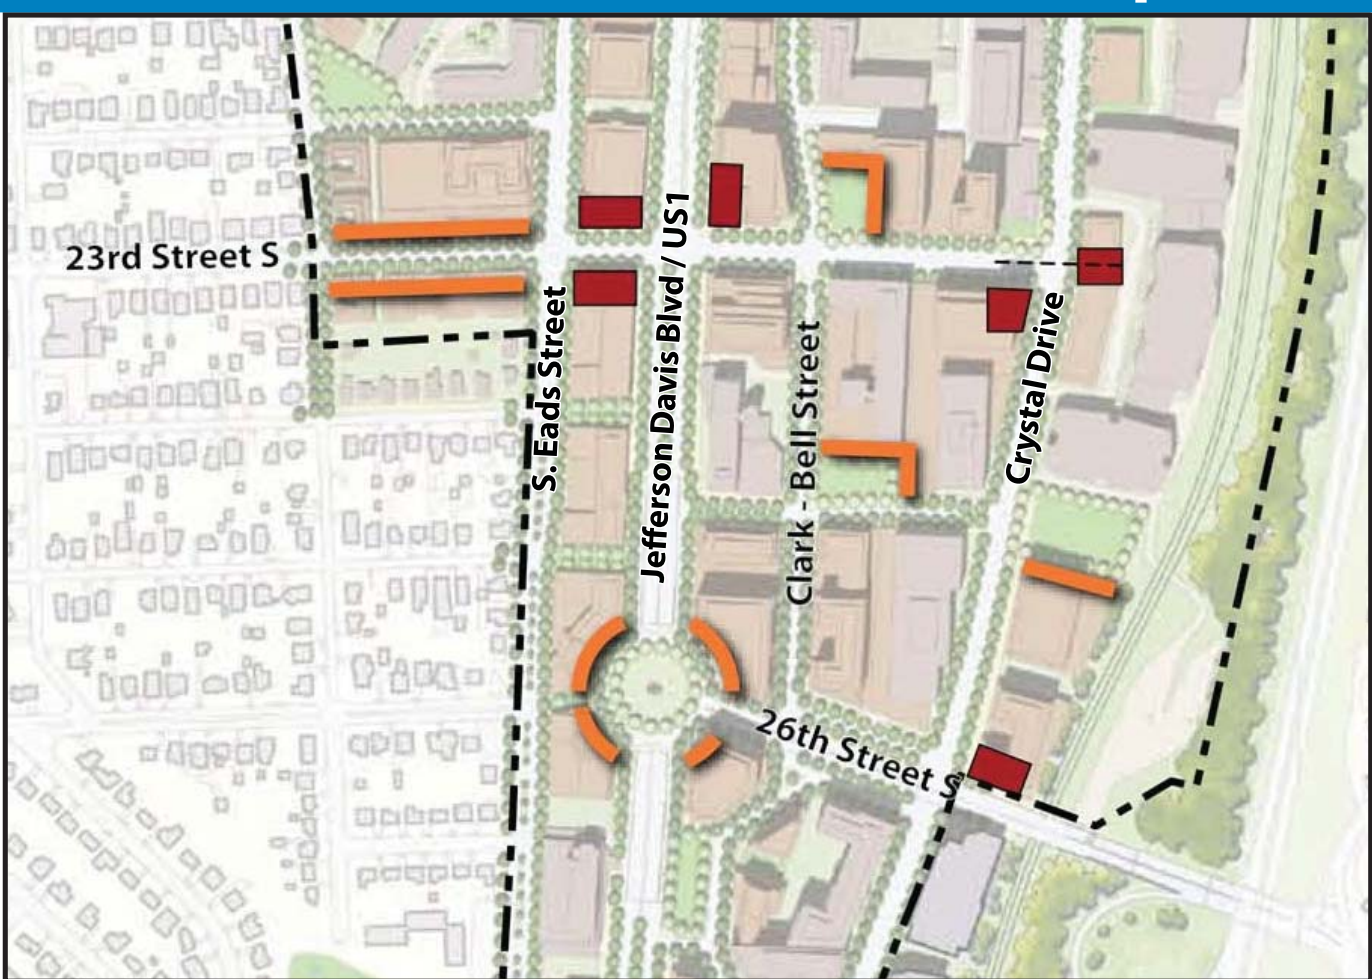 23rd Street S
S. Eads Street
Jefferson Davis Blvd / US1
Clark - Bell Street
Crystal Drive
26th Street S